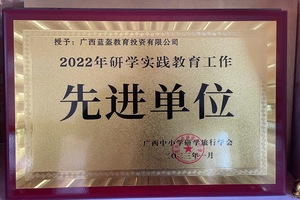 授予：广西蓝盔教育投资有限公司
2022年研学实践教育工作
先进单位
广西中小学研学旅行学会
二〇二三年一月